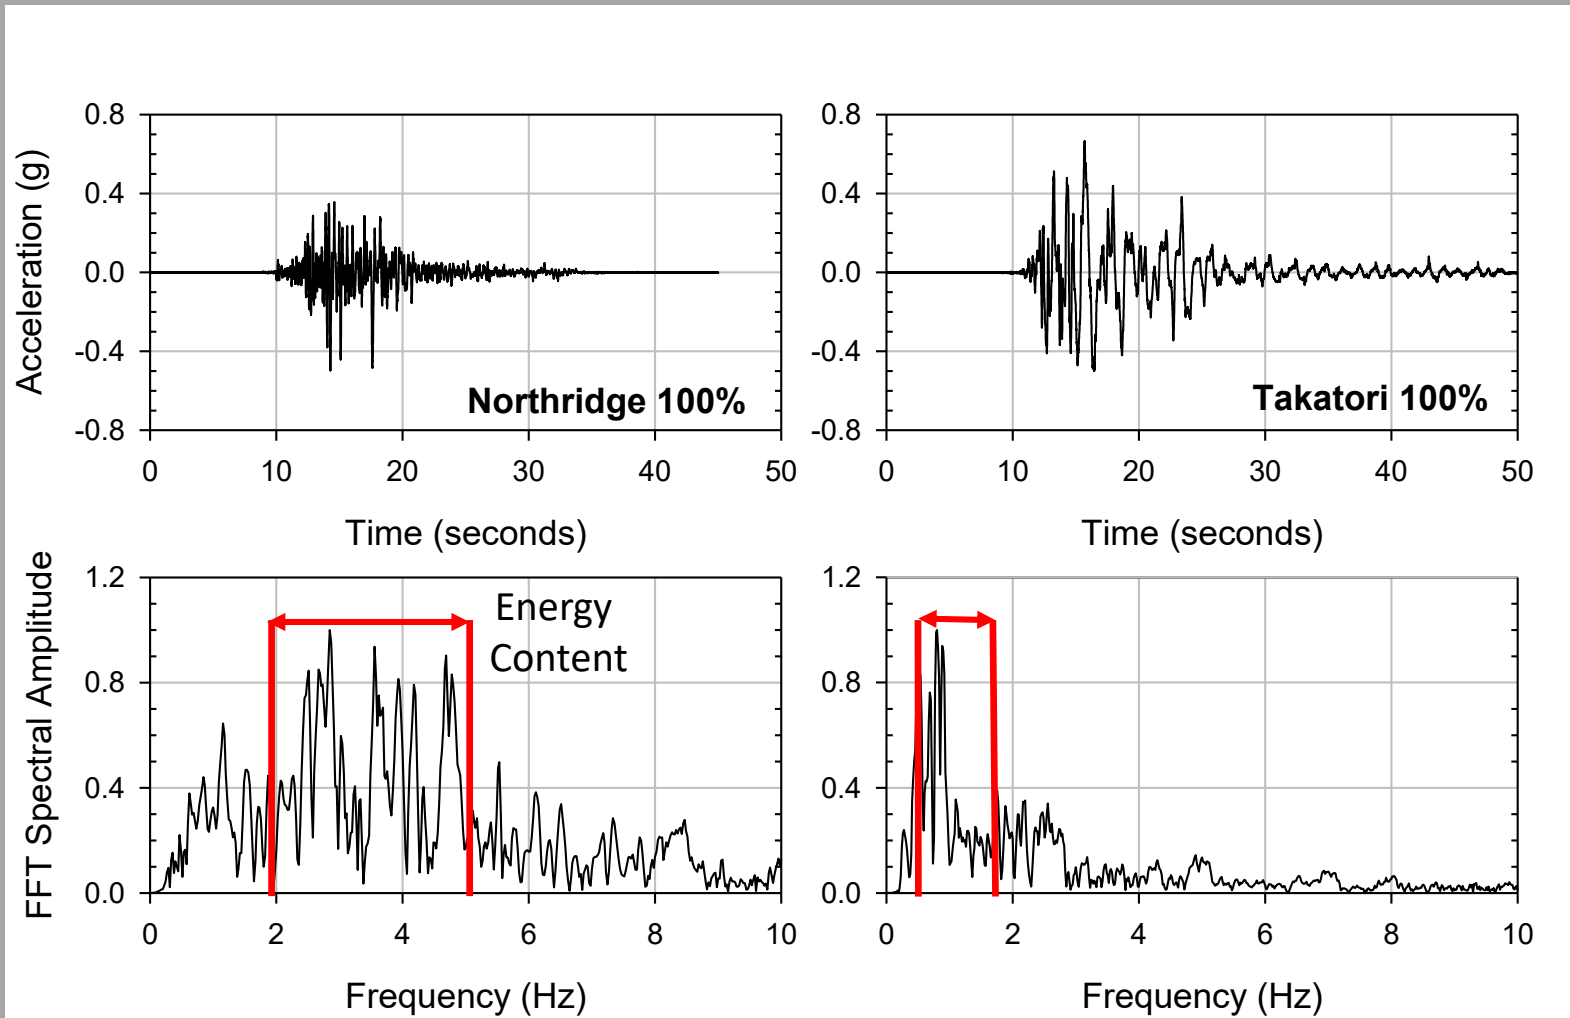 Acceleration (g)
0.8
0.4
0.0
-0.4
-0.8
Northridge 100%
0 10 20 30 40 50
Time (seconds)
0.8
0.4
0.0
-0.4
-0.8
Takatori 100%
0 10 20 30 40 50
Time (seconds)
FFT Spectral Amplitude
1.2
0.8
0.4
0.0
Energy
Content
0 2 4 6 8 10
Frequency (Hz)
1.2
0.8
0.4
0.0
0 2 4 6 8 10
Frequency (Hz)